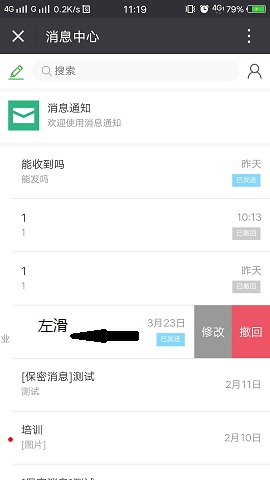 4G 4G 0.2K/s 11:19 4G 79%
消息中心
搜索
消息通知
欢迎使用消息通知
能收到吗 昨天
能发吗 已发送
1 10:13
1 已撤回
1 昨天
1 已撤回
左滑 3月23日 修改 撤回
业 已发送
[保密消息]测试 2月11日
测试
培训 2月10日
[图片]